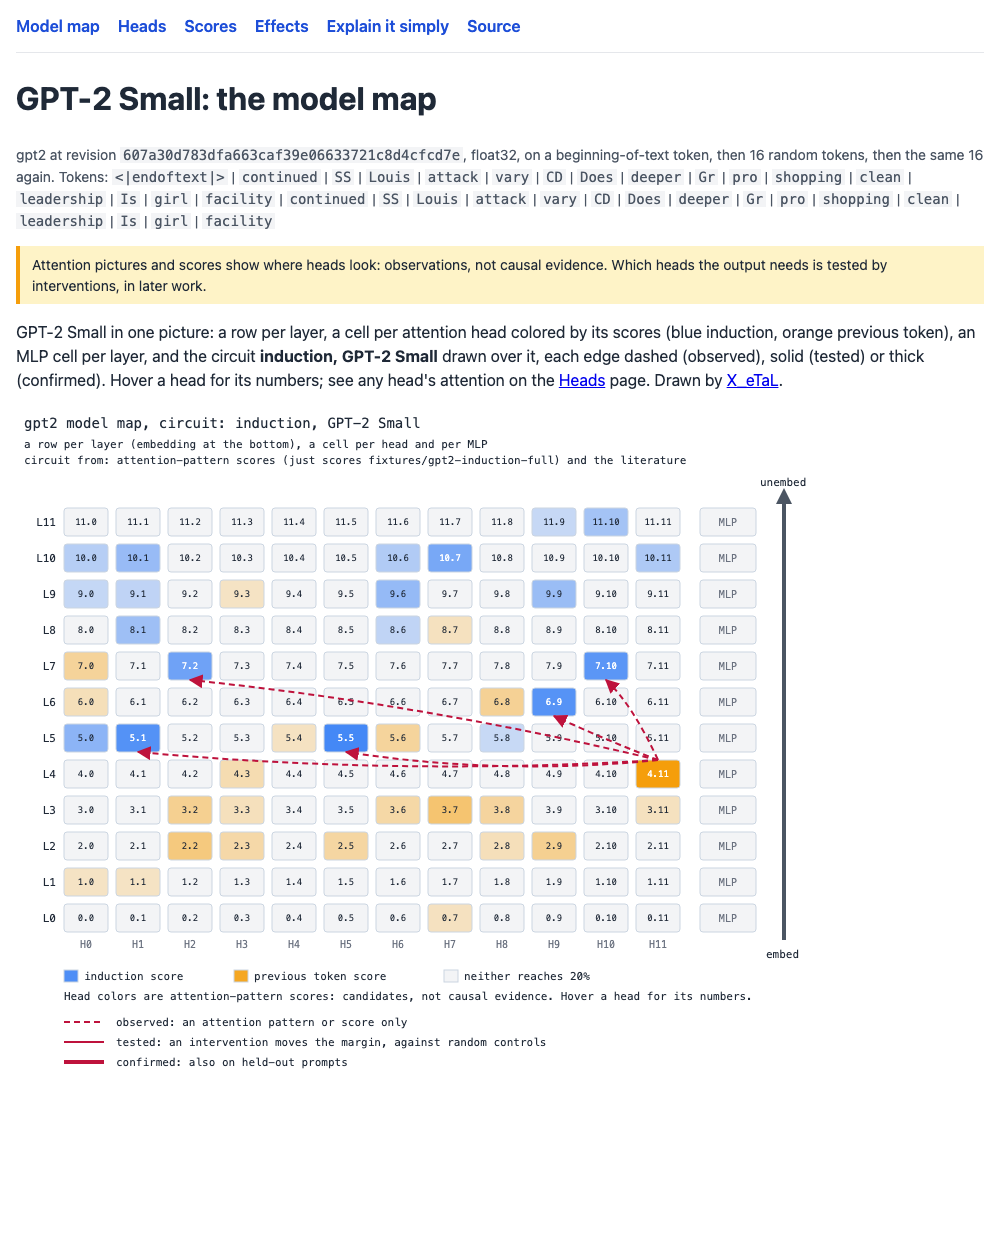 Model map Heads Scores Effects Explain it simply Source
GPT-2 Small: the model map
gpt2 at revision 607a30d783dfa663caf39e06633721c8d4cfcd7e, float32, on a beginning-of-text token, then 16 random tokens, then the same 16
again. Tokens: <|endoftext|> | continued | SS | Louis | attack | vary | CD | Does | deeper | Gr | pro | shopping | clean |
leadership | Is | girl | facility | continued | SS | Louis | attack | vary | CD | Does | deeper | Gr | pro | shopping | clean |
leadership | Is | girl | facility
Attention pictures and scores show where heads look: observations, not causal evidence. Which heads the output needs is tested by
interventions, in later work.
GPT-2 Small in one picture: a row per layer, a cell per attention head colored by its scores (blue induction, orange previous token), an
MLP cell per layer, and the circuit induction, GPT-2 Small drawn over it, each edge dashed (observed), solid (tested) or thick
(confirmed). Hover a head for its numbers; see any head's attention on the Heads page. Drawn by X_eTaL.
gpt2 model map, circuit: induction, GPT-2 Small
a row per layer (embedding at the bottom), a cell per head and per MLP
circuit from: attention-pattern scores (just scores fixtures/gpt2-induction-full) and the literature
unembed
L11 11.0 11.1 11.2 11.3 11.4 11.5 11.6 11.7 11.8 11.9 11.10 11.11 MLP
L10 10.0 10.1 10.2 10.3 10.4 10.5 10.6 10.7 10.8 10.9 10.10 10.11 MLP
L9 9.0 9.1 9.2 9.3 9.4 9.5 9.6 9.7 9.8 9.9 9.10 9.11 MLP
L8 8.0 8.1 8.2 8.3 8.4 8.5 8.6 8.7 8.8 8.9 8.10 8.11 MLP
L7 7.0 7.1 7.2 7.3 7.4 7.5 7.6 7.7 7.8 7.9 7.10 7.11 MLP
L6 6.0 6.1 6.2 6.3 6.4 6.5 6.6 6.7 6.8 6.9 6.10 6.11 MLP
L5 5.0 5.1 5.2 5.3 5.4 5.5 5.6 5.7 5.8 5.9 5.10 5.11 MLP
L4 4.0 4.1 4.2 4.3 4.4 4.5 4.6 4.7 4.8 4.9 4.10 4.11 MLP
L3 3.0 3.1 3.2 3.3 3.4 3.5 3.6 3.7 3.8 3.9 3.10 3.11 MLP
L2 2.0 2.1 2.2 2.3 2.4 2.5 2.6 2.7 2.8 2.9 2.10 2.11 MLP
L1 1.0 1.1 1.2 1.3 1.4 1.5 1.6 1.7 1.8 1.9 1.10 1.11 MLP
L0 0.0 0.1 0.2 0.3 0.4 0.5 0.6 0.7 0.8 0.9 0.10 0.11 MLP
H0 H1 H2 H3 H4 H5 H6 H7 H8 H9 H10 H11
embed
induction score previous token score neither reaches 20%
Head colors are attention-pattern scores: candidates, not causal evidence. Hover a head for its numbers.
observed: an attention pattern or score only
tested: an intervention moves the margin, against random controls
confirmed: also on held-out prompts